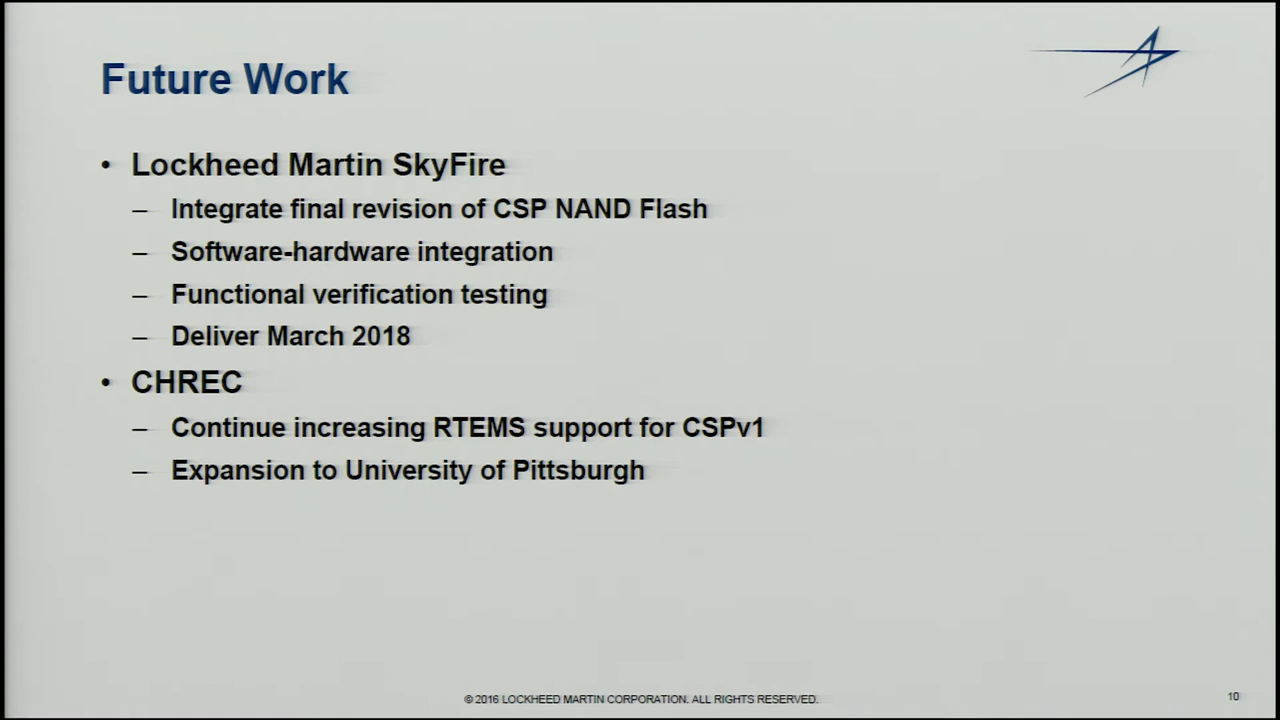 Future Work
• Lockheed Martin SkyFire
– Integrate final revision of CSP NAND Flash
– Software-hardware integration
– Functional verification testing
– Deliver March 2018
• CHREC
– Continue increasing RTEMS support for CSPv1
– Expansion to University of Pittsburgh
© 2016 LOCKHEED MARTIN CORPORATION. ALL RIGHTS RESERVED.
10